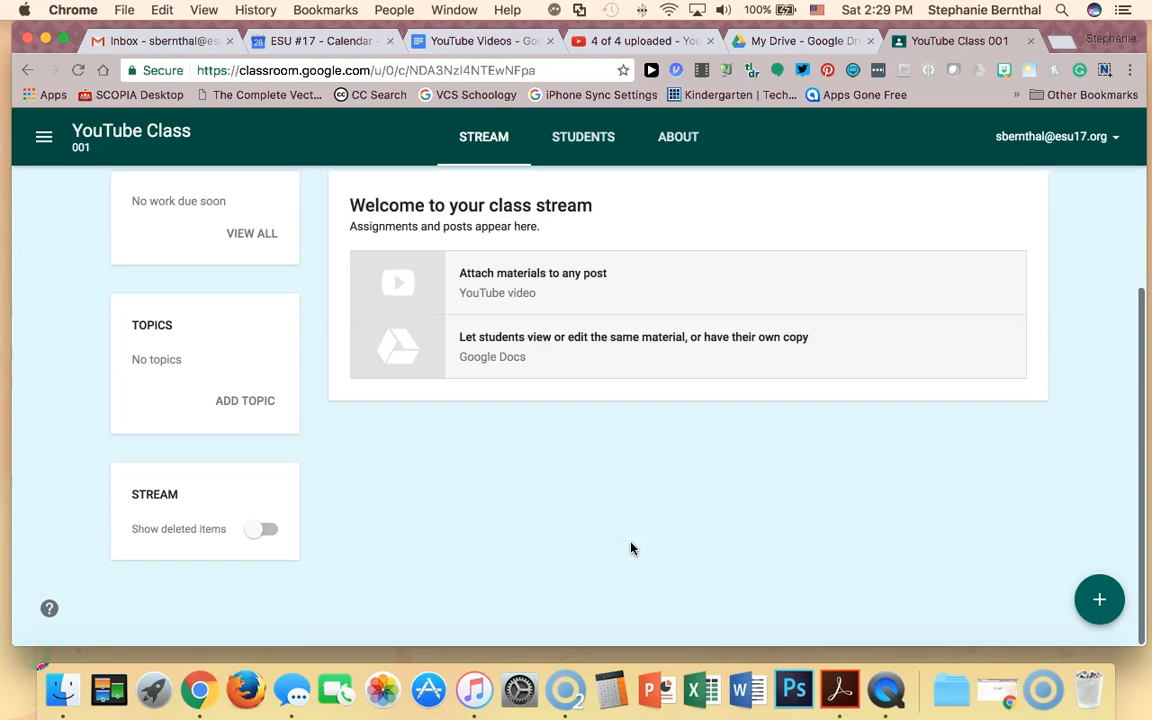 Chrome File Edit View History Bookmarks People Window Help 100% Sat 2:29 PM Stephanie Bernthal
Inbox - sbernthal@es ESU #17 - Calendar - YouTube Videos - Goo 4 of 4 uploaded - You My Drive - Google Dri YouTube Class 001 Stephanie
Secure https://classroom.google.com/u/0/c/NDA3NzI4NTEwNFpa
Apps SCOPIA Desktop The Complete Vect... CC Search VCS Schoology iPhone Sync Settings Kindergarten | Tech... Apps Gone Free » Other Bookmarks
YouTube Class
001
STREAM STUDENTS ABOUT
sbernthal@esu17.org
No work due soon
VIEW ALL
TOPICS
No topics
ADD TOPIC
STREAM
Show deleted items
Welcome to your class stream
Assignments and posts appear here.
Attach materials to any post
YouTube video
Let students view or edit the same material, or have their own copy
Google Docs